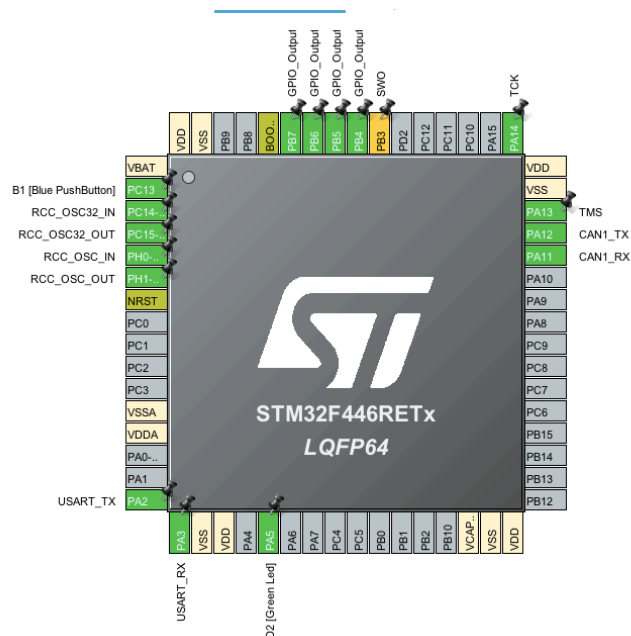 GPIO_Output
GPIO_Output
GPIO_Output
GPIO_Output
SWO
TCK
VDD
VSS
PB9
PB8
BOO..
PB7
PB6
PB5
PB4
PB3
PD2
PC12
PC11
PC10
PA15
PA14
VBAT
B1 [Blue PushButton] PC13
RCC_OSC32_IN PC14-..
RCC_OSC32_OUT PC15-..
RCC_OSC_IN PH0-..
RCC_OSC_OUT PH1-..
NRST
PC0
PC1
PC2
PC3
VSSA
VDDA
PA0-..
PA1
USART_TX PA2
ST
STM32F446RETx
LQFP64
VDD
VSS
PA13 TMS
PA12 CAN1_TX
PA11 CAN1_RX
PA10
PA9
PA8
PC9
PC8
PC7
PC6
PB15
PB14
PB13
PB12
PA3
VSS
VDD
PA4
PA5
PA6
PA7
PC4
PC5
PB0
PB1
PB2
PB10
VCAP..
VSS
VDD
USART_RX
D2 [Green Led]